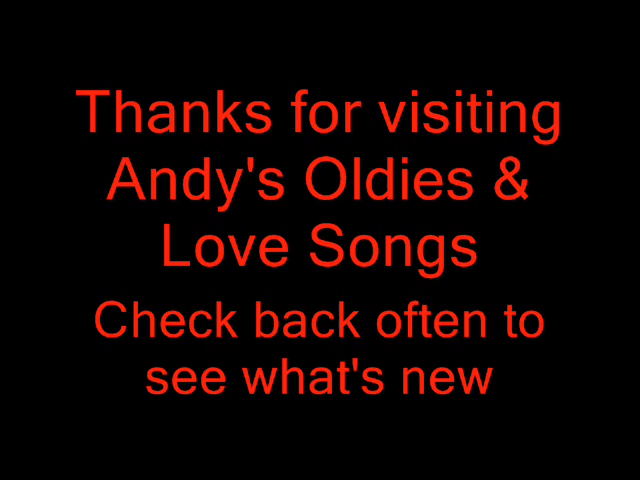 Thanks for visiting
Andy's Oldies &
Love Songs
Check back often to
see what's new